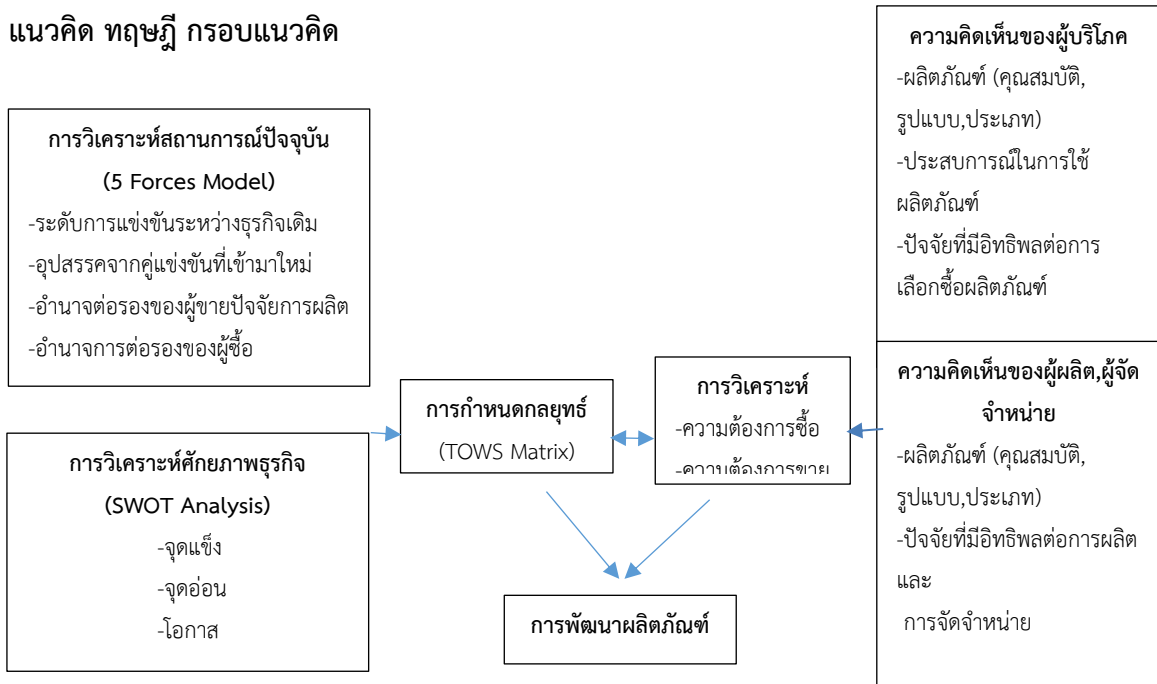 แนวคิด ทฤษฎี กรอบแนวคิด
การวิเคราะห์สถานการณ์ปัจจุบัน
(5 Forces Model)
-ระดับการแข่งขันระหว่างธุรกิจเดิม
-อุปสรรคจากคู่แข่งขันที่เข้ามาใหม่
-อำนาจต่อรองของผู้ขายปัจจัยการผลิต
-อำนาจการต่อรองของผู้ซื้อ
การวิเคราะห์ศักยภาพธุรกิจ
(SWOT Analysis)
-จุดแข็ง
-จุดอ่อน
-โอกาส
การกำหนดกลยุทธ์
(TOWS Matrix)
การวิเคราะห์
-ความต้องการซื้อ
-ความต้องการขาย
การพัฒนาผลิตภัณฑ์
ความคิดเห็นของผู้บริโภค
-ผลิตภัณฑ์ (คุณสมบัติ,
รูปแบบ,ประเภท)
-ประสบการณ์ในการใช้
ผลิตภัณฑ์
-ปัจจัยที่มีอิทธิพลต่อการ
เลือกซื้อผลิตภัณฑ์
ความคิดเห็นของผู้ผลิต,ผู้จัด
จำหน่าย
-ผลิตภัณฑ์ (คุณสมบัติ,
รูปแบบ,ประเภท)
-ปัจจัยที่มีอิทธิพลต่อการผลิต
และ
การจัดจำหน่าย